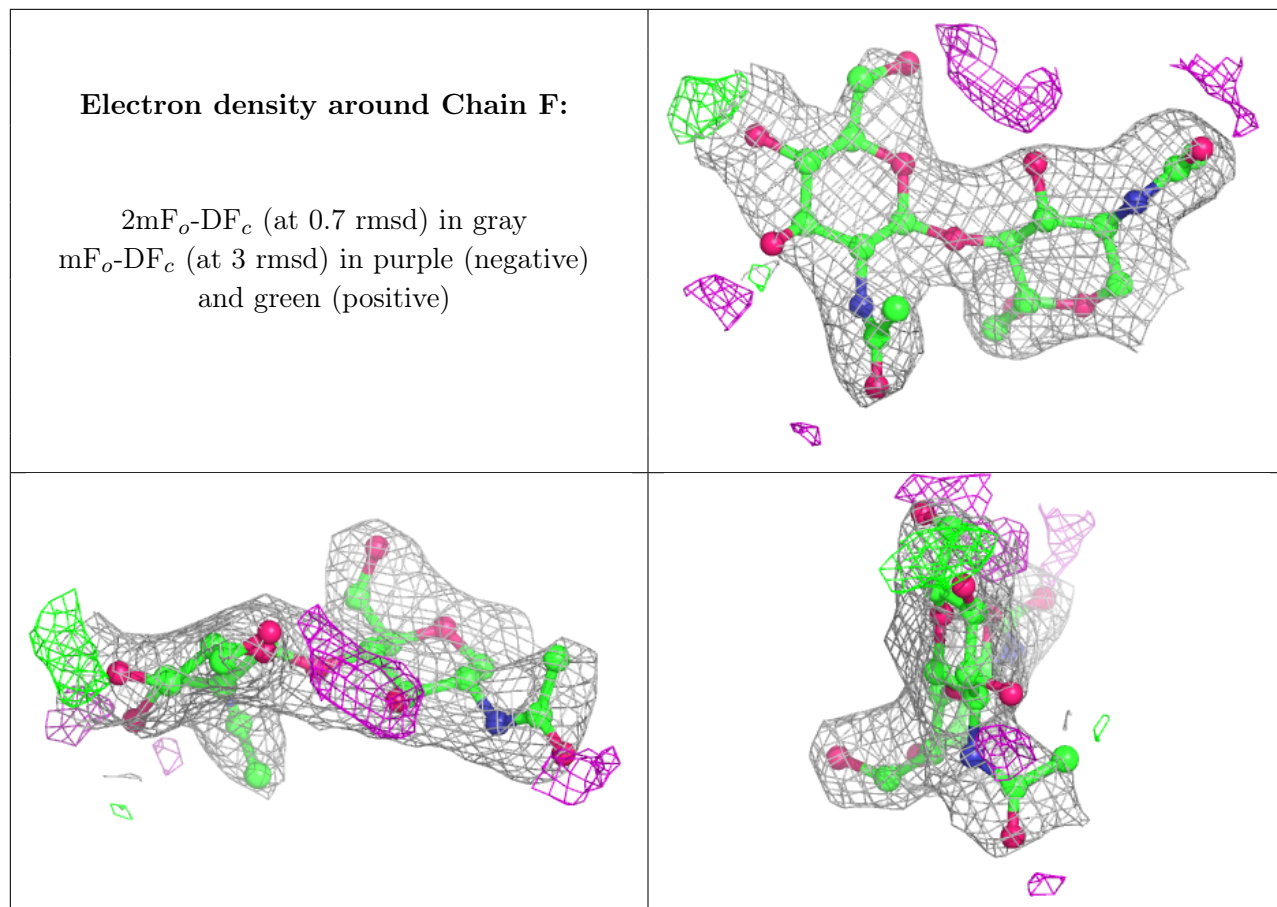 Electron density around Chain F:
2mFo-DFc (at 0.7 rmsd) in gray
mFo-DFc (at 3 rmsd) in purple (negative)
and green (positive)